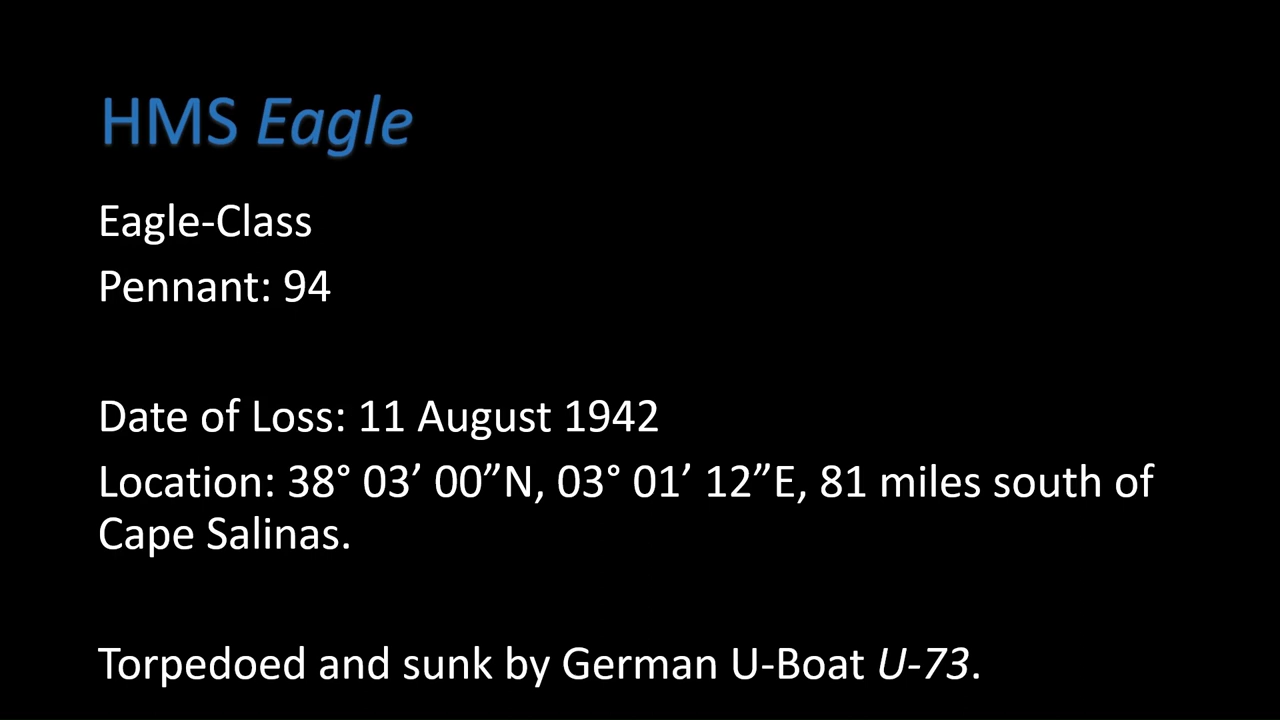 HMS Eagle
Eagle-Class
Pennant: 94
Date of Loss: 11 August 1942
Location: 38° 03’ 00”N, 03° 01’ 12”E, 81 miles south of
Cape Salinas.
Torpedoed and sunk by German U-Boat U-73.